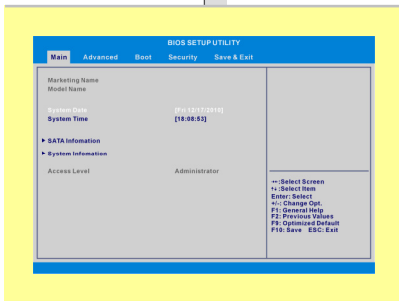 BIOS SETUP UTILITY
Main Advanced Boot Security Save & Exit
Marketing Name
Model Name
System Date [Fri 12/17/2010]
System Time [18:08:53]
SATA Infomation
System Infomation
Access Level Administrator
→←:Select Screen
↑↓:Select Item
Enter: Select
+/-: Change Opt.
F1: General Help
F2: Previous Values
F9: Optimized Default
F10: Save ESC: Exit